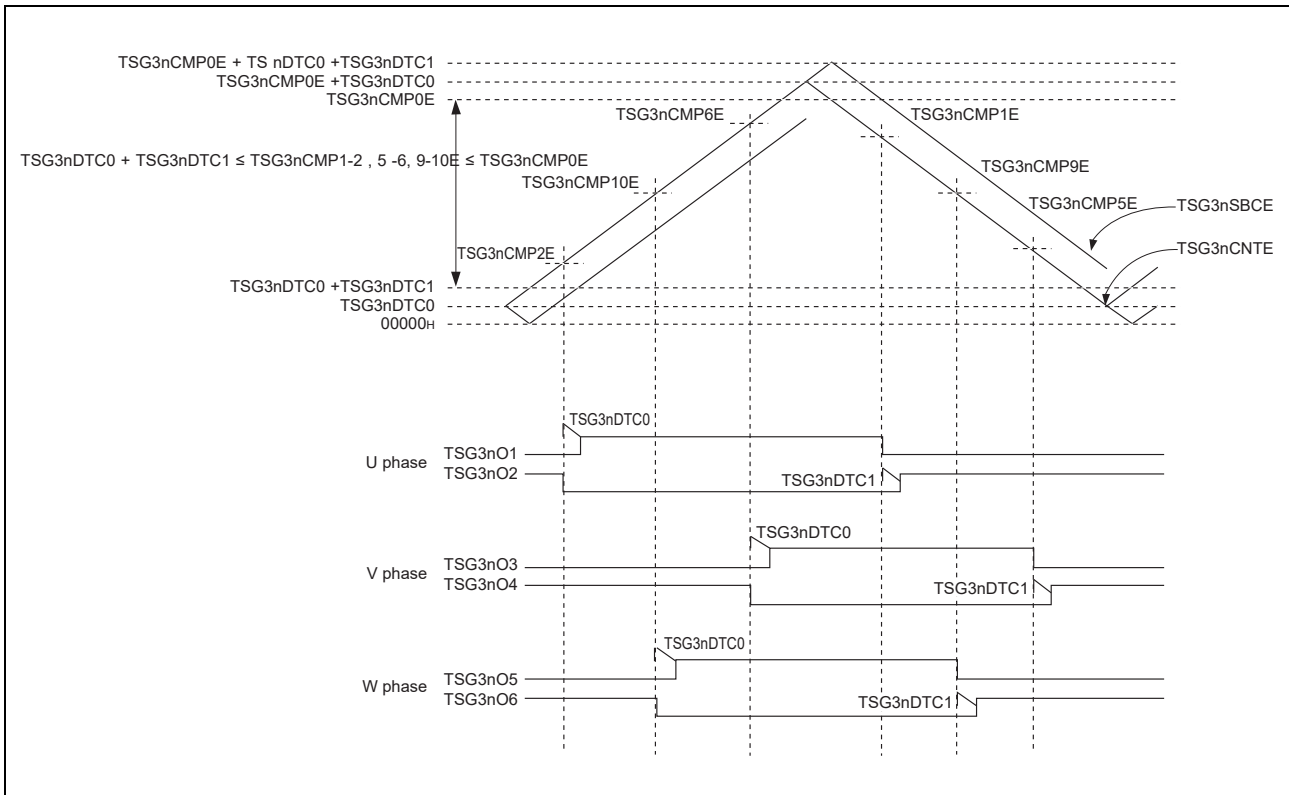 TSG3nCMP0E + TS nDTC0 +TSG3nDTC1
TSG3nCMP0E +TSG3nDTC0
TSG3nCMP0E
TSG3nCMP6E
TSG3nCMP1E
TSG3nDTC0 + TSG3nDTC1 ≤ TSG3nCMP1-2 , 5 -6, 9-10E ≤ TSG3nCMP0E
TSG3nCMP9E
TSG3nCMP10E
TSG3nCMP5E
TSG3nSBCE
TSG3nCMP2E
TSG3nCNTE
TSG3nDTC0 +TSG3nDTC1
TSG3nDTC0
00000H
TSG3nDTC0
U phase
TSG3nO1
TSG3nO2
TSG3nDTC1
TSG3nDTC0
V phase
TSG3nO3
TSG3nO4
TSG3nDTC1
TSG3nDTC0
W phase
TSG3nO5
TSG3nO6
TSG3nDTC1